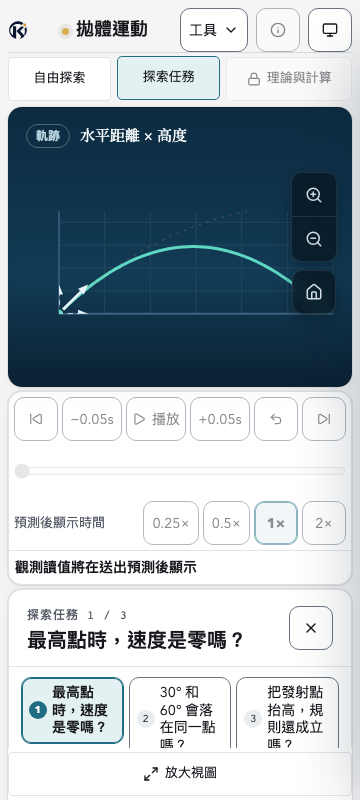 拋體運動
工具
自由探索
探索任務
理論與計算
軌跡 水平距離 × 高度
−0.05s
播放
+0.05s
預測後顯示時間
0.25×
0.5×
1×
2×
觀測讀值將在送出預測後顯示
探索任務 1 / 3
最高點時，速度是零嗎？
1 最高點
時，速度
是零嗎？
2 30° 和
60° 會落
在同一點
嗎？
3 把發射點
抬高，規
則還成立
嗎？
放大視圖